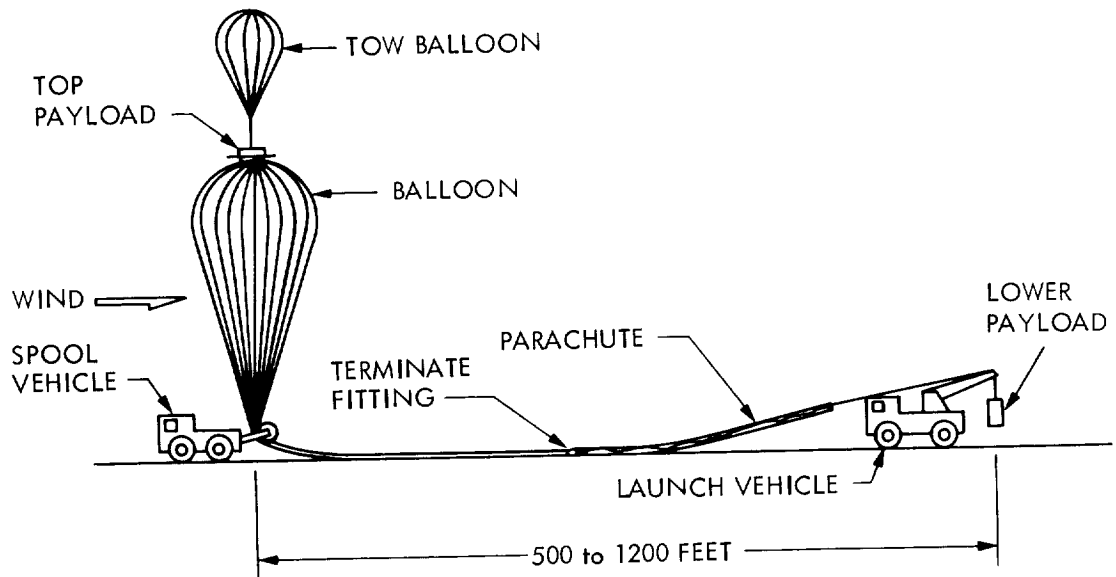 TOW BALLOON
TOP
PAYLOAD
BALLOON
WIND
LOWER
PAYLOAD
PARACHUTE
SPOOL
VEHICLE
TERMINATE
FITTING
LAUNCH VEHICLE
500 to 1200 FEET